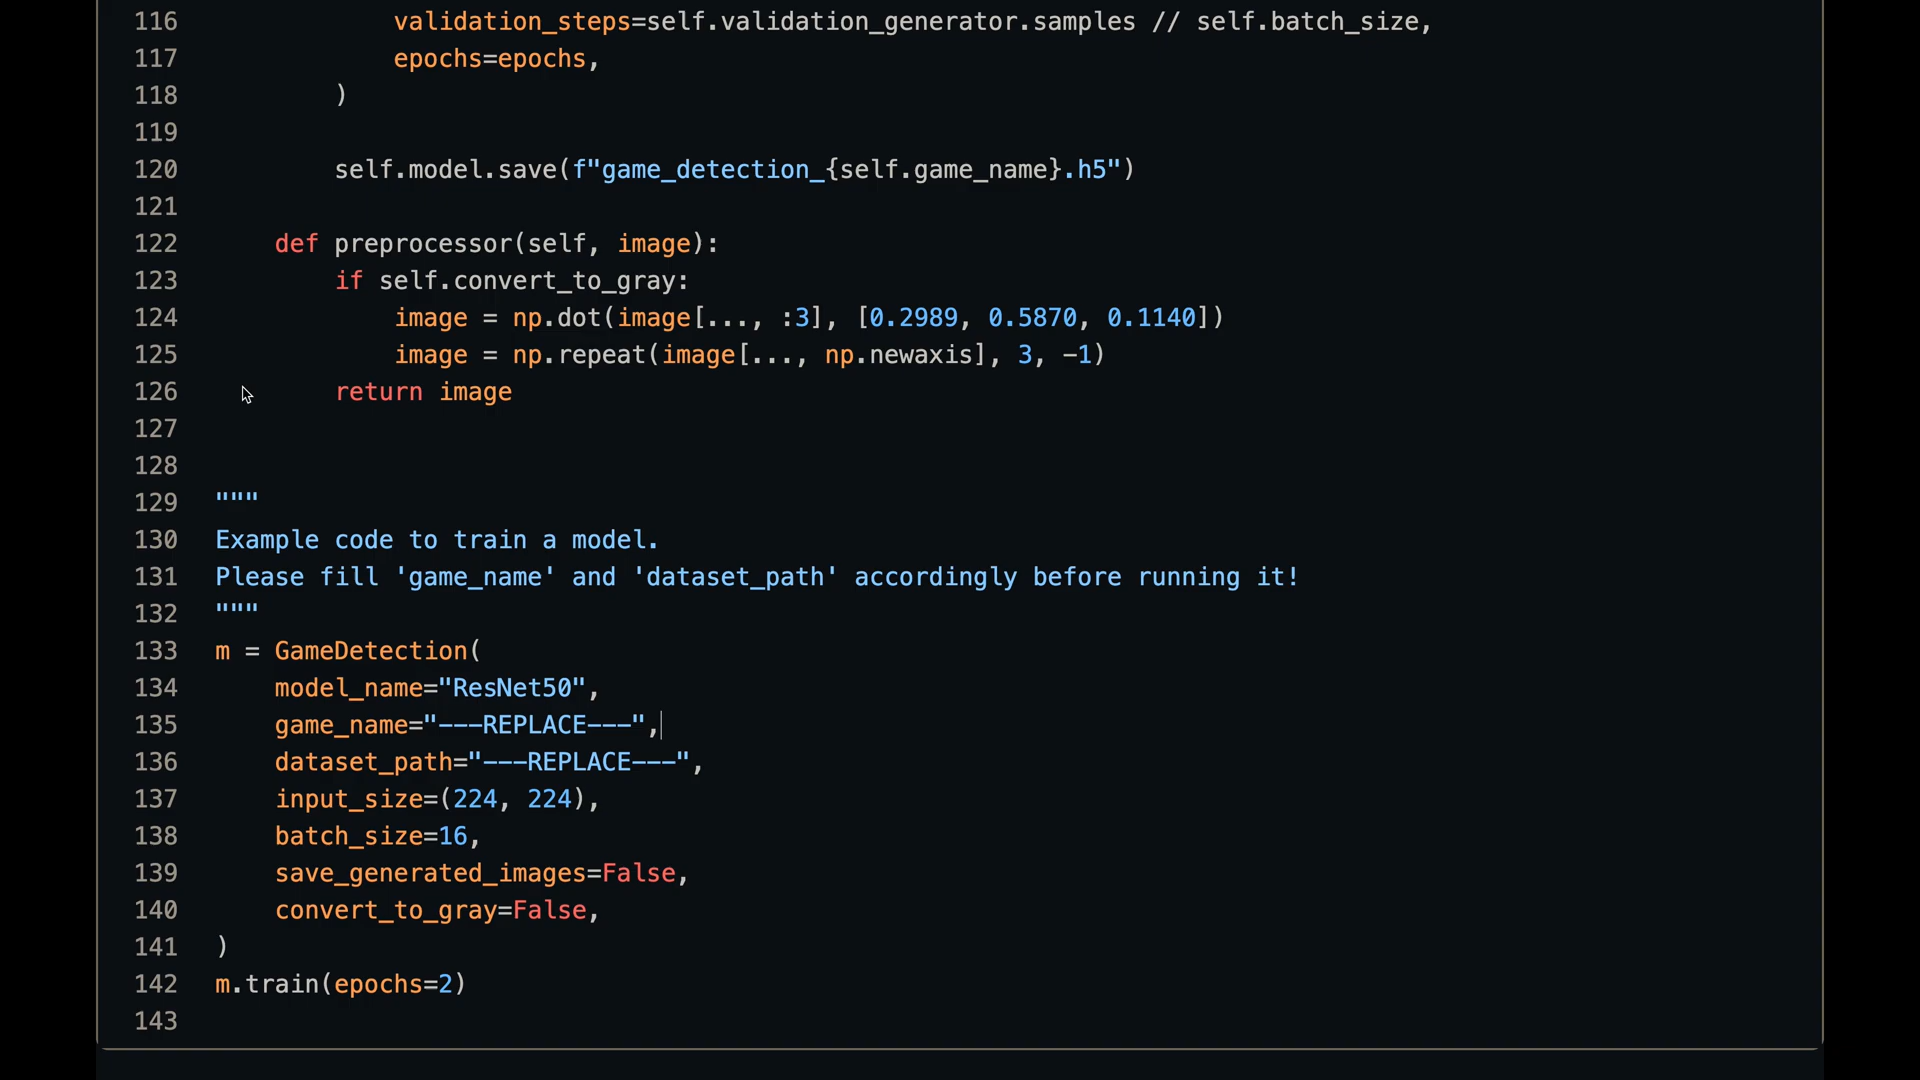 116 validation_steps=self.validation_generator.samples // self.batch_size,
117 epochs=epochs,
118 )
119
120 self.model.save(f"game_detection_{self.game_name}.h5")
121
122 def preprocessor(self, image):
123 if self.convert_to_gray:
124 image = np.dot(image[..., :3], [0.2989, 0.5870, 0.1140])
125 image = np.repeat(image[..., np.newaxis], 3, -1)
126 return image
127
128
129 """
130 Example code to train a model.
131 Please fill 'game_name' and 'dataset_path' accordingly before running it!
132 """
133 m = GameDetection(
134 model_name="ResNet50",
135 game_name="---REPLACE---",
136 dataset_path="---REPLACE---",
137 input_size=(224, 224),
138 batch_size=16,
139 save_generated_images=False,
140 convert_to_gray=False,
141 )
142 m.train(epochs=2)
143